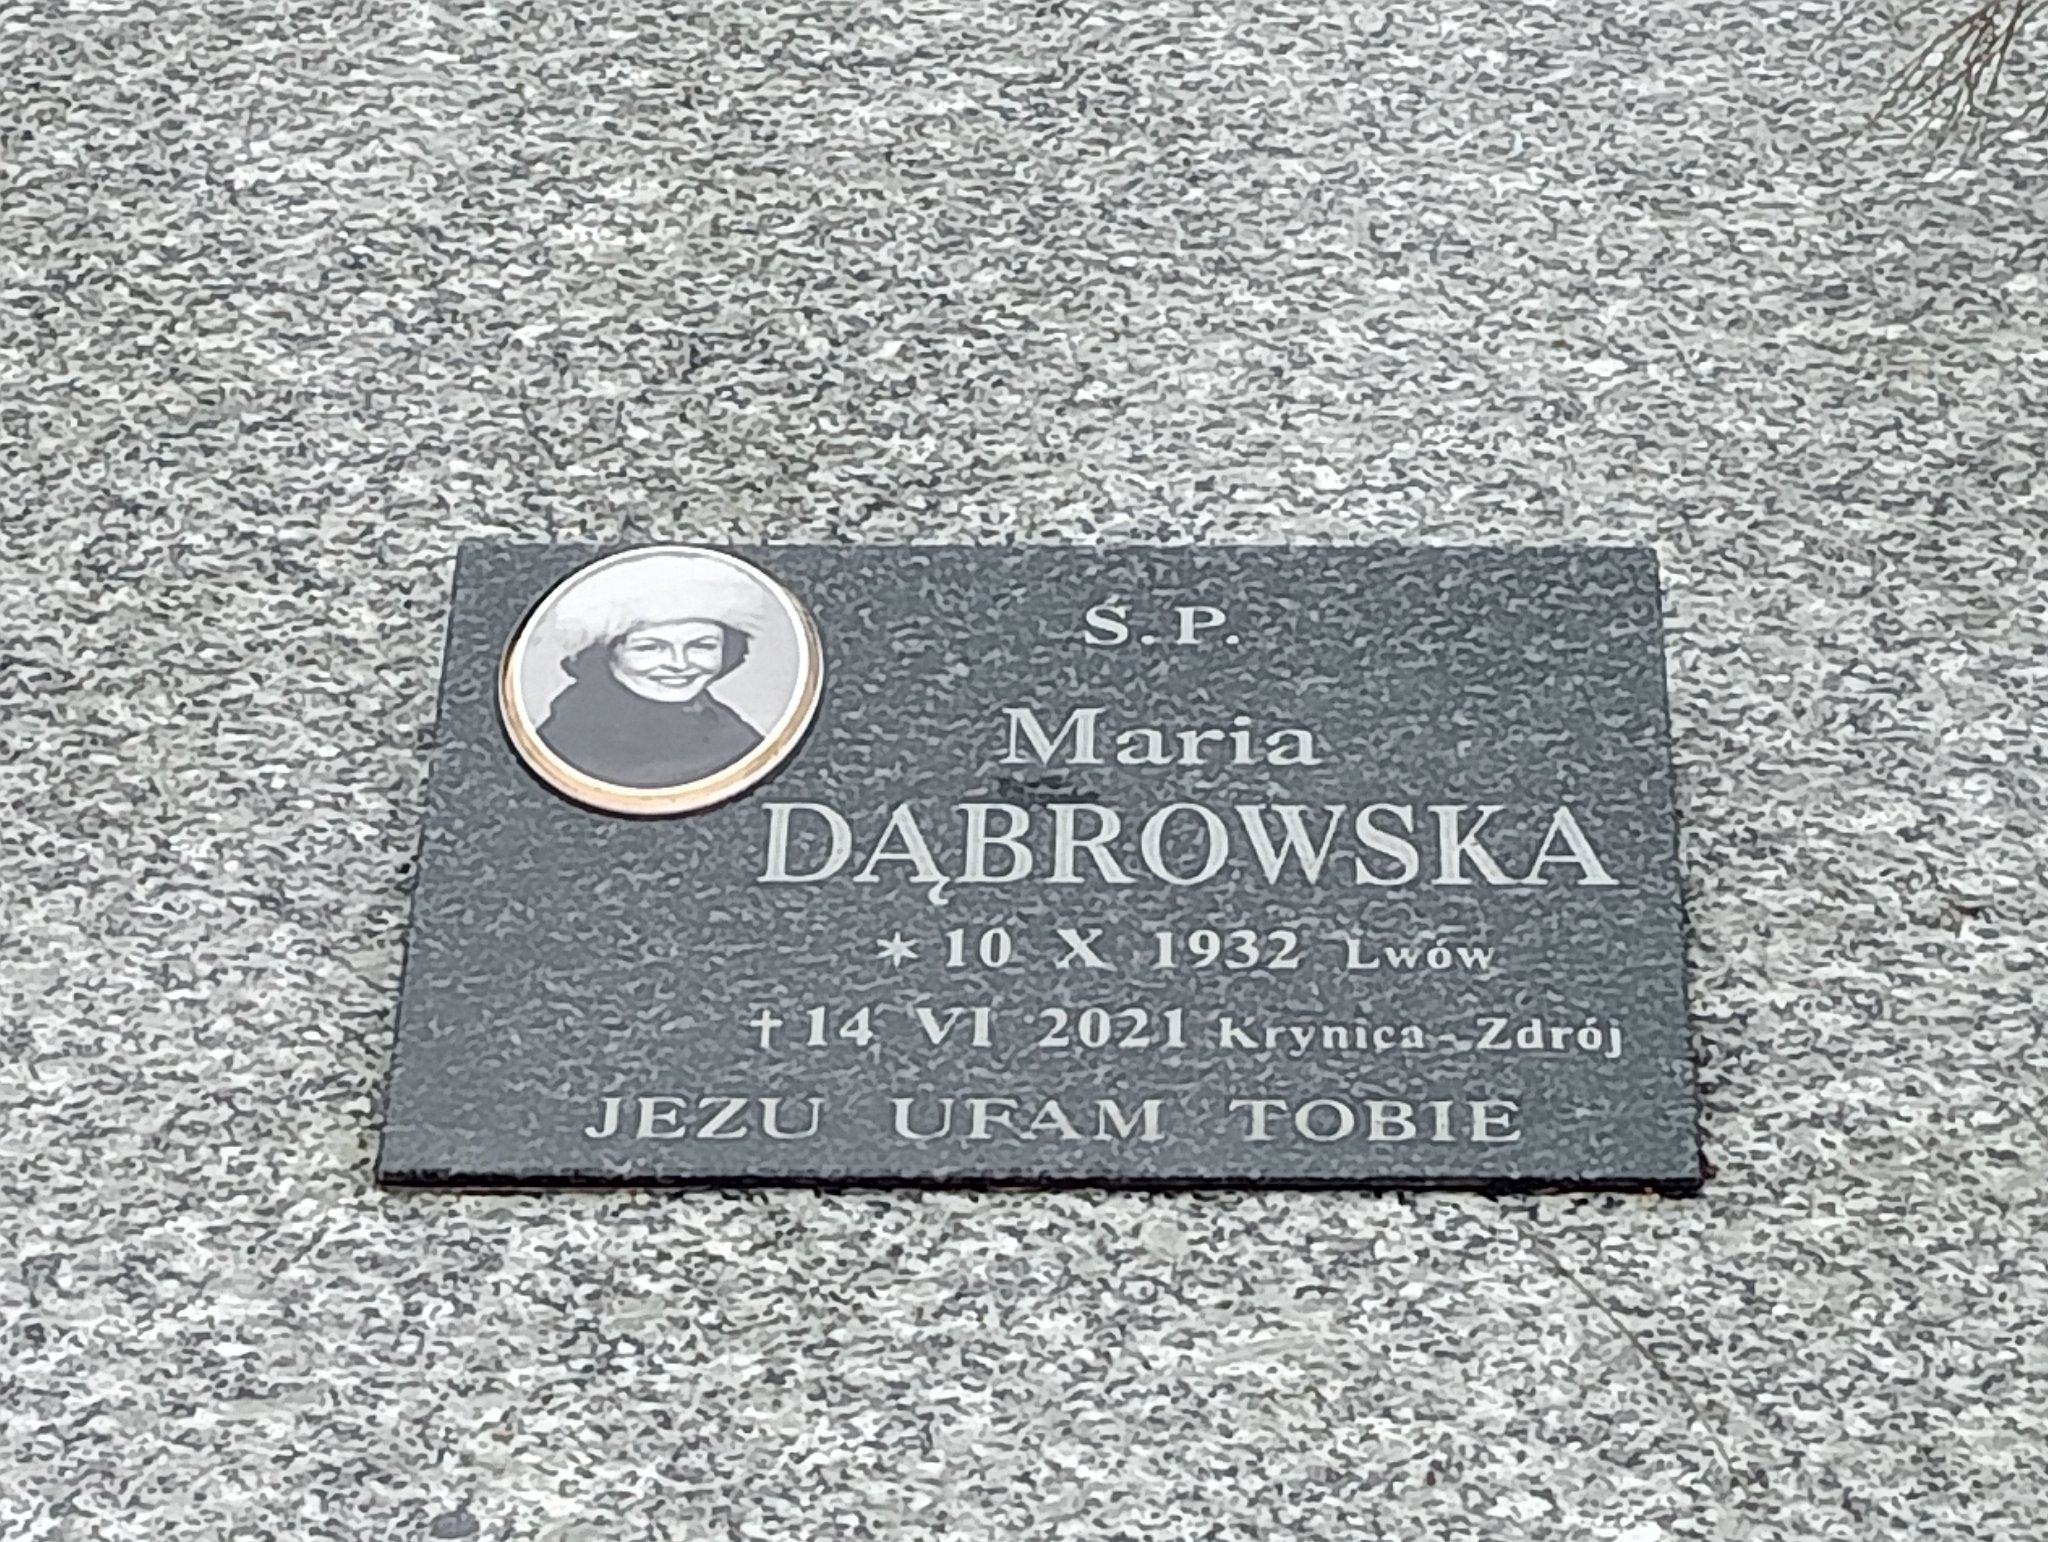 Ś.P.
Maria
DĄBROWSKA
* 10 X 1932 Lwów
† 14 VI 2021 Krynica-Zdrój
JEZU UFAM TOBIE